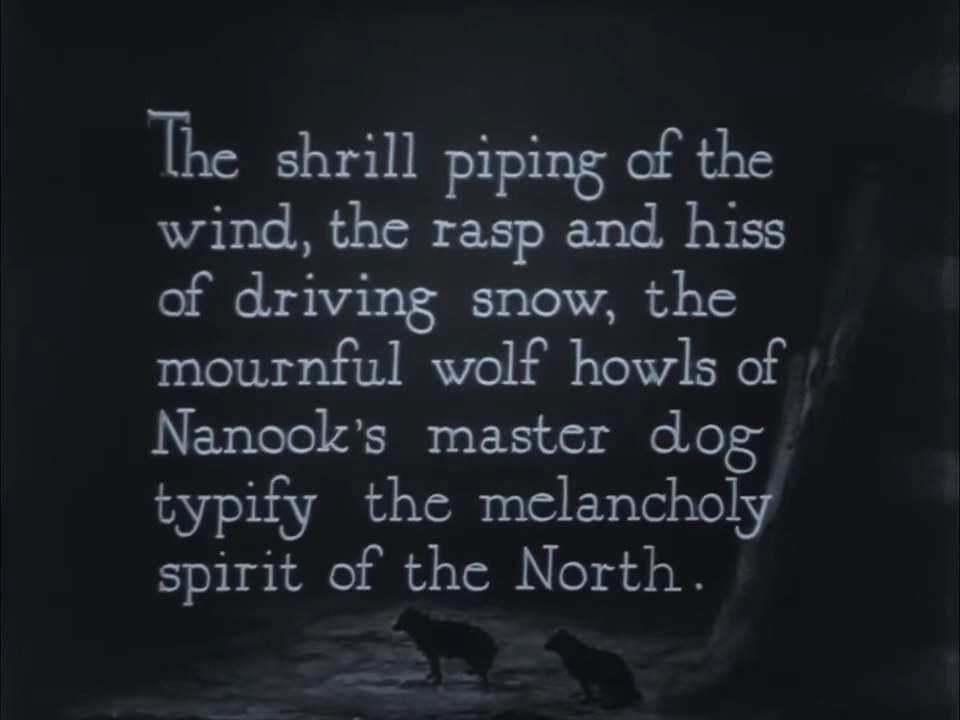 The shrill piping of the
wind, the rasp and hiss
of driving snow, the
mournful wolf howls of
Nanook's master dog
typify the melancholy
spirit of the North.